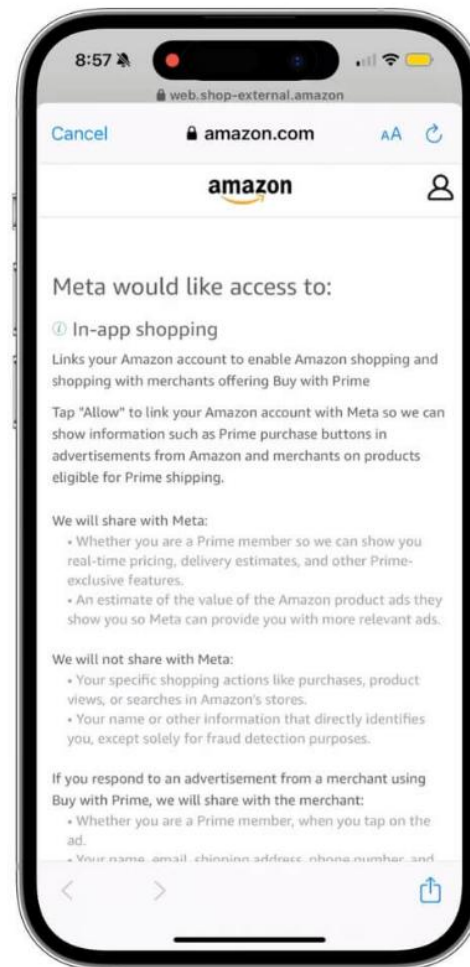 8:57
web.shop-external.amazon
Cancel
amazon.com
AA
amazon
Meta would like access to:
In-app shopping
Links your Amazon account to enable Amazon shopping and
shopping with merchants offering Buy with Prime
Tap "Allow" to link your Amazon account with Meta so we can
show information such as Prime purchase buttons in
advertisements from Amazon and merchants on products
eligible for Prime shipping.
We will share with Meta:
• Whether you are a Prime member so we can show you
real-time pricing, delivery estimates, and other Prime-
exclusive features.
• An estimate of the value of the Amazon product ads they
show you so Meta can provide you with more relevant ads.
We will not share with Meta:
• Your specific shopping actions like purchases, product
views, or searches in Amazon's stores.
• Your name or other information that directly identifies
you, except solely for fraud detection purposes.
If you respond to an advertisement from a merchant using
Buy with Prime, we will share with the merchant:
• Whether you are a Prime member, when you tap on the
ad.
• Your name, email, shipping address, phone number, and